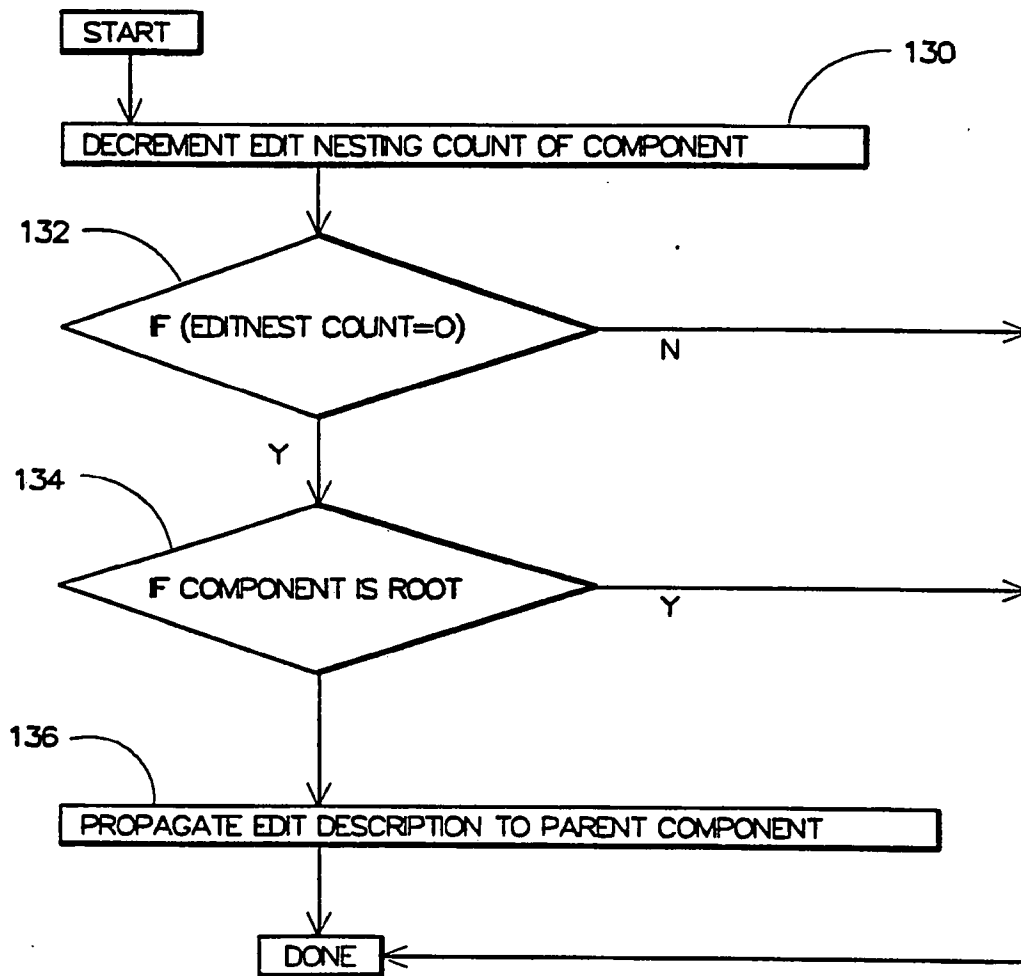 START
130
DECREMENT EDIT NESTING COUNT OF COMPONENT
132
IF (EDITNEST COUNT=0)
N
Y
134
IF COMPONENT IS ROOT
Y
136
PROPAGATE EDIT DESCRIPTION TO PARENT COMPONENT
DONE